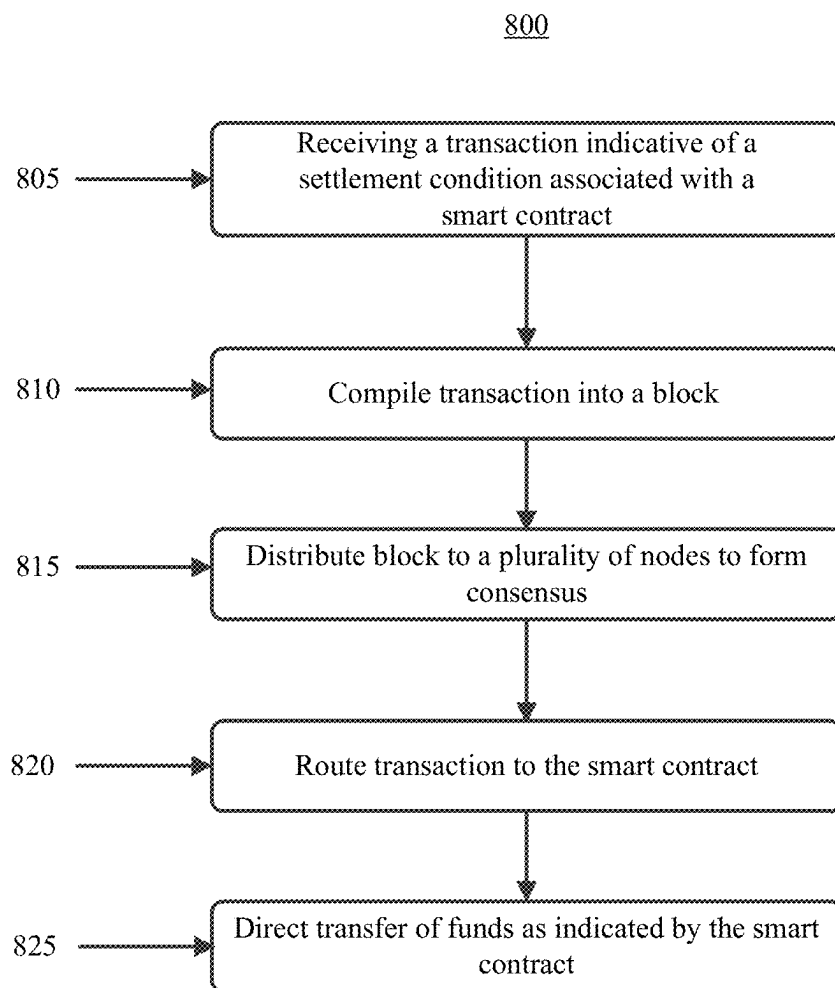 800
805
Receiving a transaction indicative of a
settlement condition associated with a
smart contract
810
Compile transaction into a block
815
Distribute block to a plurality of nodes to form
consensus
820
Route transaction to the smart contract
825
Direct transfer of funds as indicated by the smart
contract